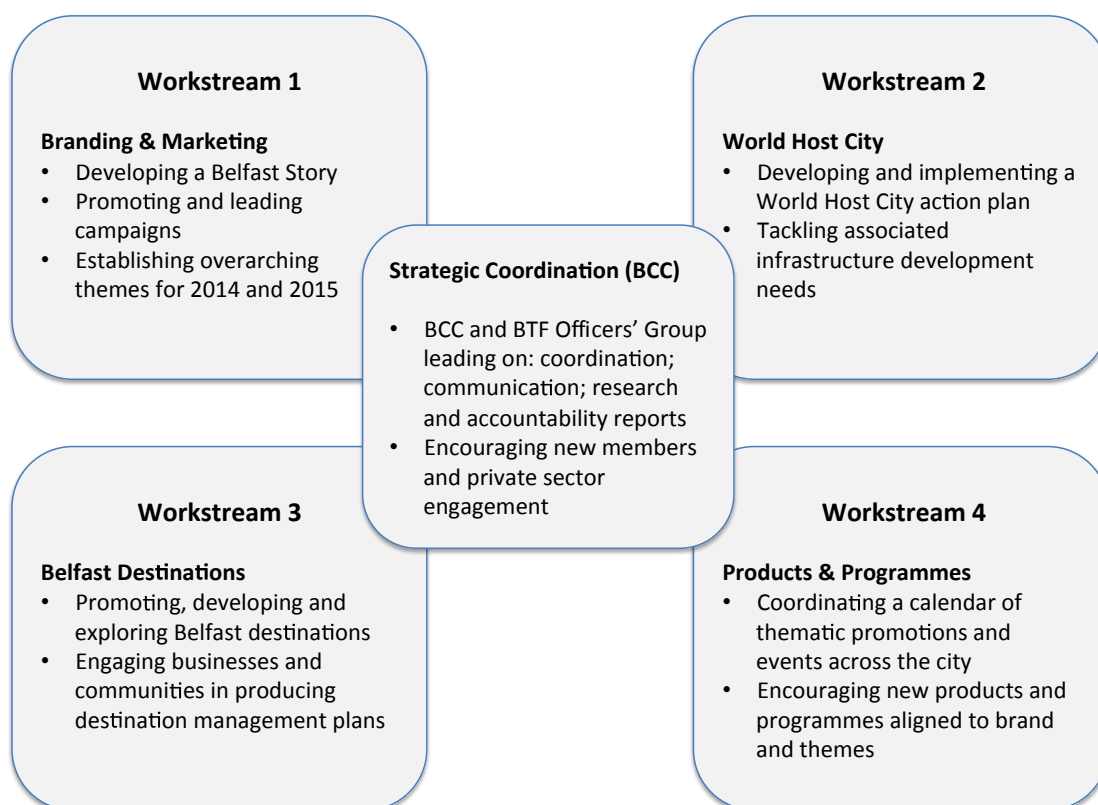 Workstream 1
Branding & Marketing
• Developing a Belfast Story
• Promoting and leading
campaigns
• Establishing overarching
themes for 2014 and 2015
Workstream 2
World Host City
• Developing and implementing a
World Host City action plan
• Tackling associated
infrastructure development
needs
Strategic Coordination (BCC)
• BCC and BTF Officers’ Group
leading on: coordination;
communication; research
and accountability reports
• Encouraging new members
and private sector
engagement
Workstream 3
Belfast Destinations
• Promoting, developing and
exploring Belfast destinations
• Engaging businesses and
communities in producing
destination management plans
Workstream 4
Products & Programmes
• Coordinating a calendar of
thematic promotions and
events across the city
• Encouraging new products and
programmes aligned to brand
and themes